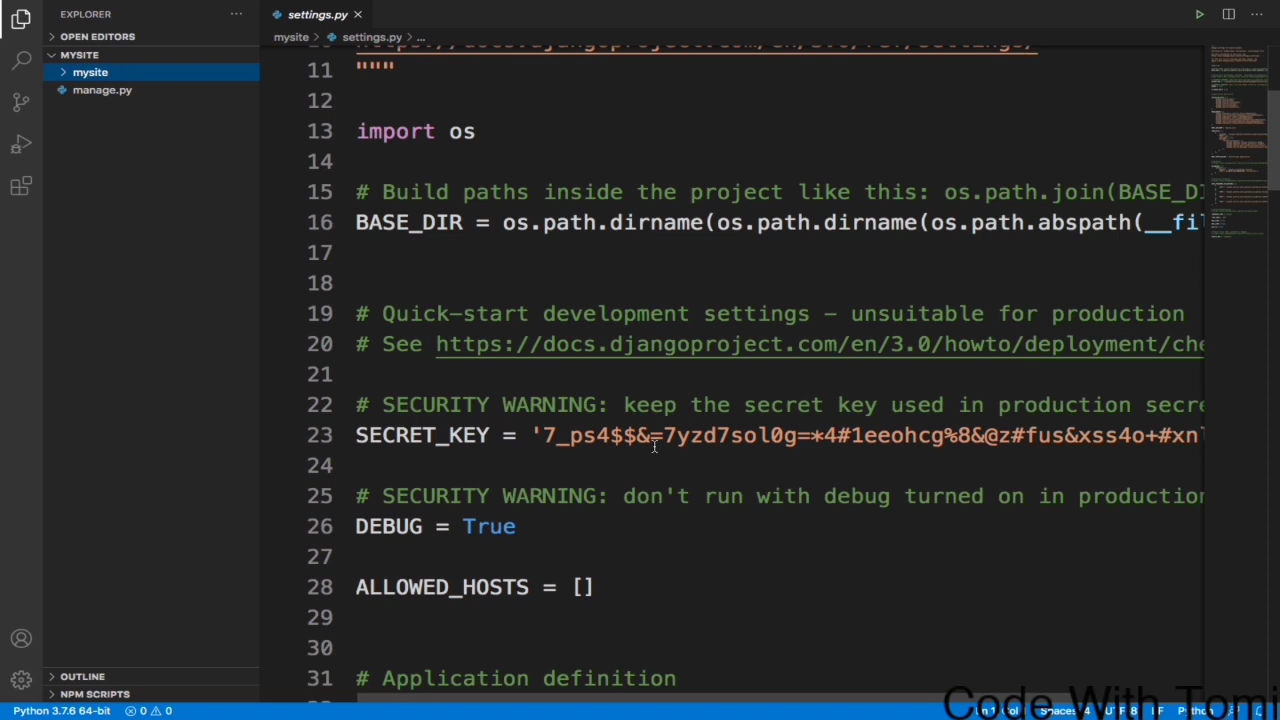 EXPLORER
settings.py
OPEN EDITORS
mysite > settings.py > ...
MYSITE
mysite
manage.py
11 """
12
13 import os
14
15 # Build paths inside the project like this: os.path.join(BASE_DI
16 BASE_DIR = .path.dirname(os.path.dirname(os.path.abspath(__fi
17
18
19 # Quick-start development settings - unsuitable for production
20 # See https://docs.djangoproject.com/en/3.0/howto/deployment/che
21
22 # SECURITY WARNING: keep the secret key used in production secre
23 SECRET_KEY = '7_ps4$$&=7yzd7sol0g=*4#1eeohcg%8&@z#fus&xss4o+#xn
24
25 # SECURITY WARNING: don't run with debug turned on in production
26 DEBUG = True
27
28 ALLOWED_HOSTS = []
29
30
31 # Application definition
OUTLINE
NPM SCRIPTS
Code With Tomi
Python 3.7.6 64-bit 0 0